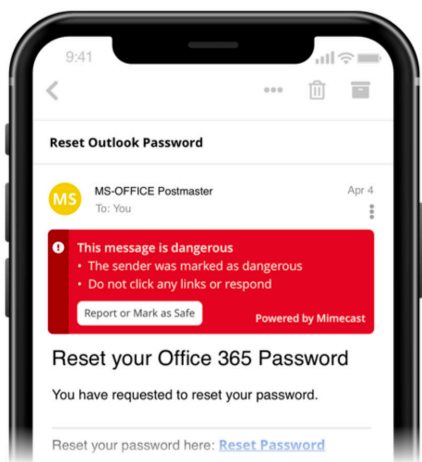 9:41
Reset Outlook Password
MS
MS-OFFICE Postmaster
Apr 4
To: You
This message is dangerous
• The sender was marked as dangerous
• Do not click any links or respond
Report or Mark as Safe
Powered by Mimecast
Reset your Office 365 Password
You have requested to reset your password.
Reset your password here: Reset Password